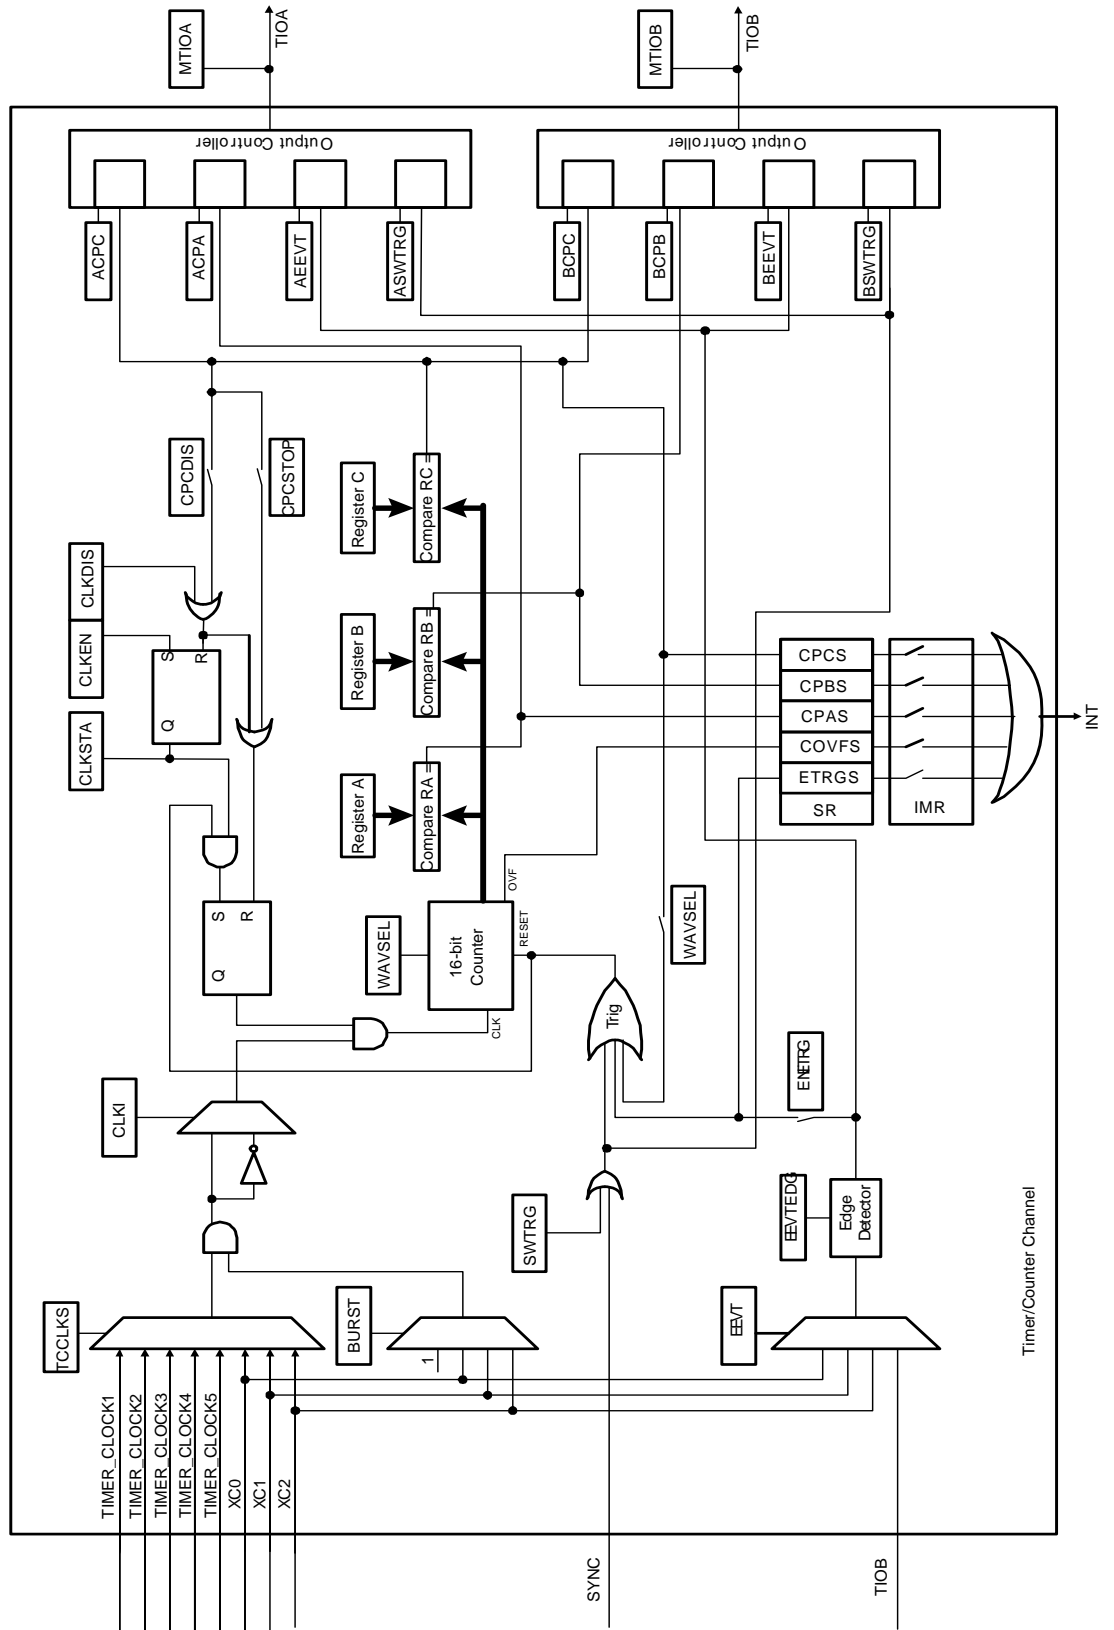 MTIOA
TIOA
MTIOB
TIOB
Output Controller
Output Controller
ACPC
ACPA
AEEVT
ASWTRG
BCPC
BCPB
BEEVT
BSWTRG
CPCDIS
CPCSTOP
Register C
Compare RC =
CLKDIS
CLKEN
S
R
Q
Register B
Compare RB =
CLKSTA
Register A
Compare RA =
CPCS
CPBS
CPAS
COVFS
ETRGS
SR
IMR
INT
S
R
Q
WAVSEL
16-bit
Counter
OVF
RESET
CLK
WAVSEL
Trig
ENETRG
CLKI
SWTRG
EEVTEDG
Edge
Detector
TCCLKS
BURST
1
EEVT
Timer/Counter Channel
TIMER_CLOCK1
TIMER_CLOCK2
TIMER_CLOCK3
TIMER_CLOCK4
TIMER_CLOCK5
XC0
XC1
XC2
SYNC
TIOB